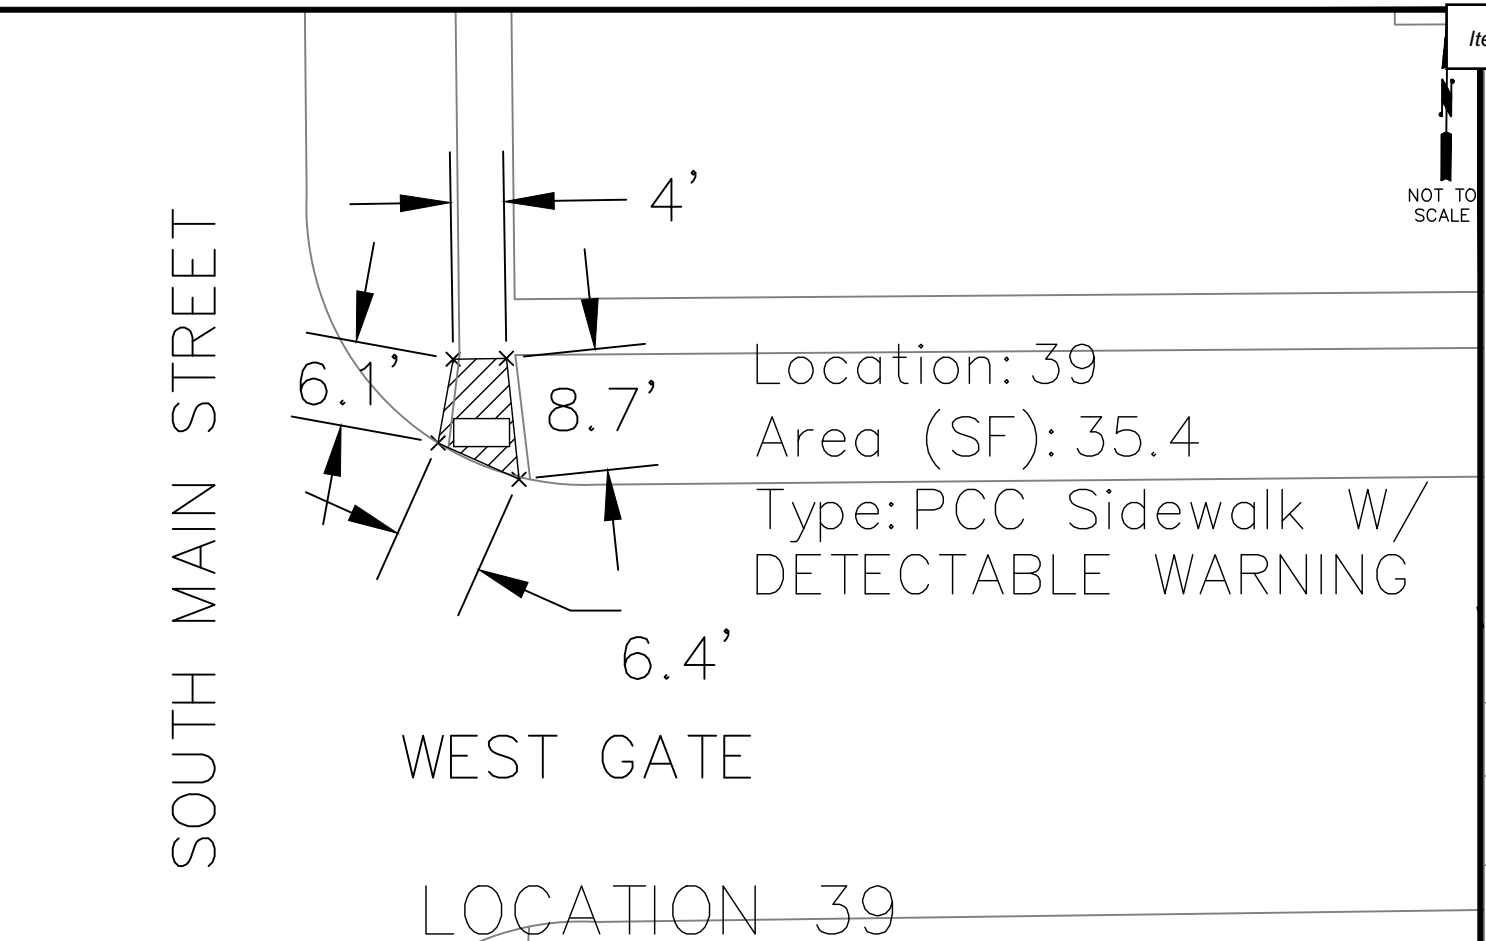 Ite
N
NOT TO
SCALE
4'
6.1'
8.7'
6.4'
Location: 39
Area (SF): 35.4
Type: PCC Sidewalk W/
DETECTABLE WARNING
SOUTH MAIN STREET
WEST GATE
LOCATION 39